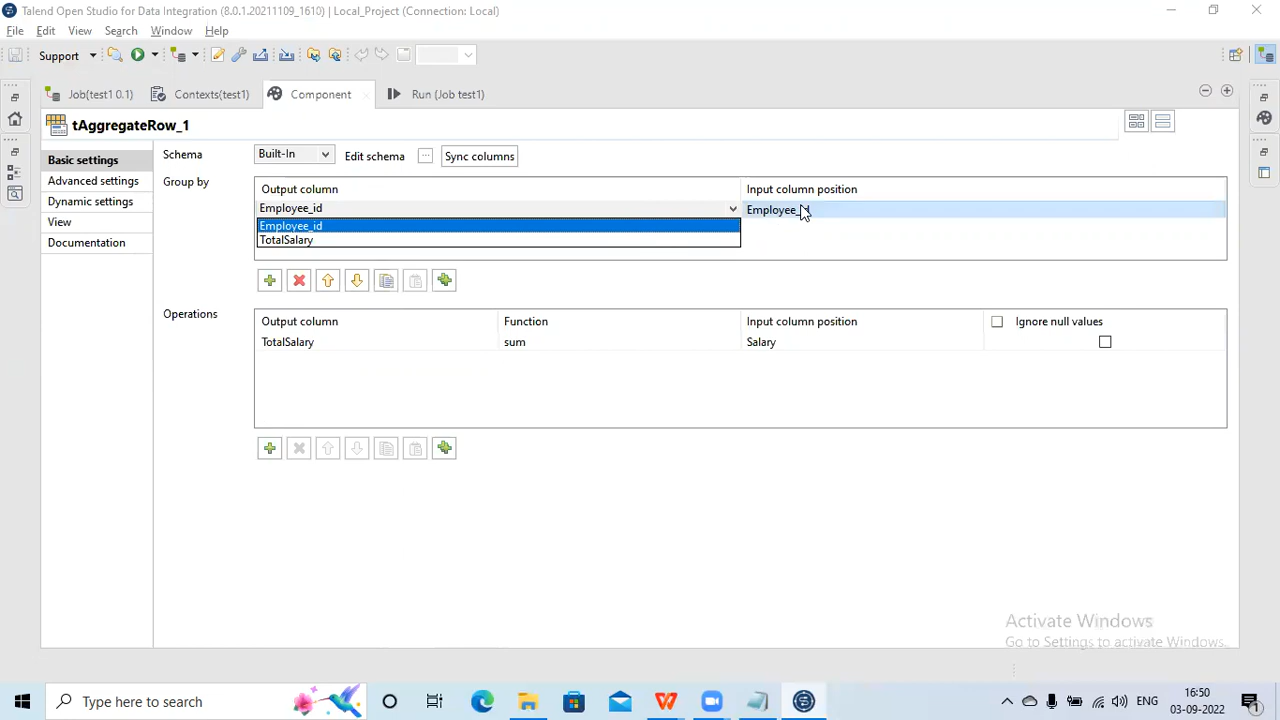 Talend Open Studio for Data Integration (8.0.1.20211109_1610) | Local_Project (Connection: Local)
File Edit View Search Window Help
Support
Job(test1 0.1) Contexts(test1) Component Run (Job test1)
tAggregateRow_1
Basic settings
Advanced settings
Dynamic settings
View
Documentation
Schema Built-In Edit schema ... Sync columns
Group by
Output column Input column position
Employee_id Employee_id
Employee_id
TotalSalary
Operations
Output column Function Input column position Ignore null values
TotalSalary sum Salary
Activate Windows
Go to Settings to activate Windows.
Type here to search
ENG
16:50
03-09-2022
1